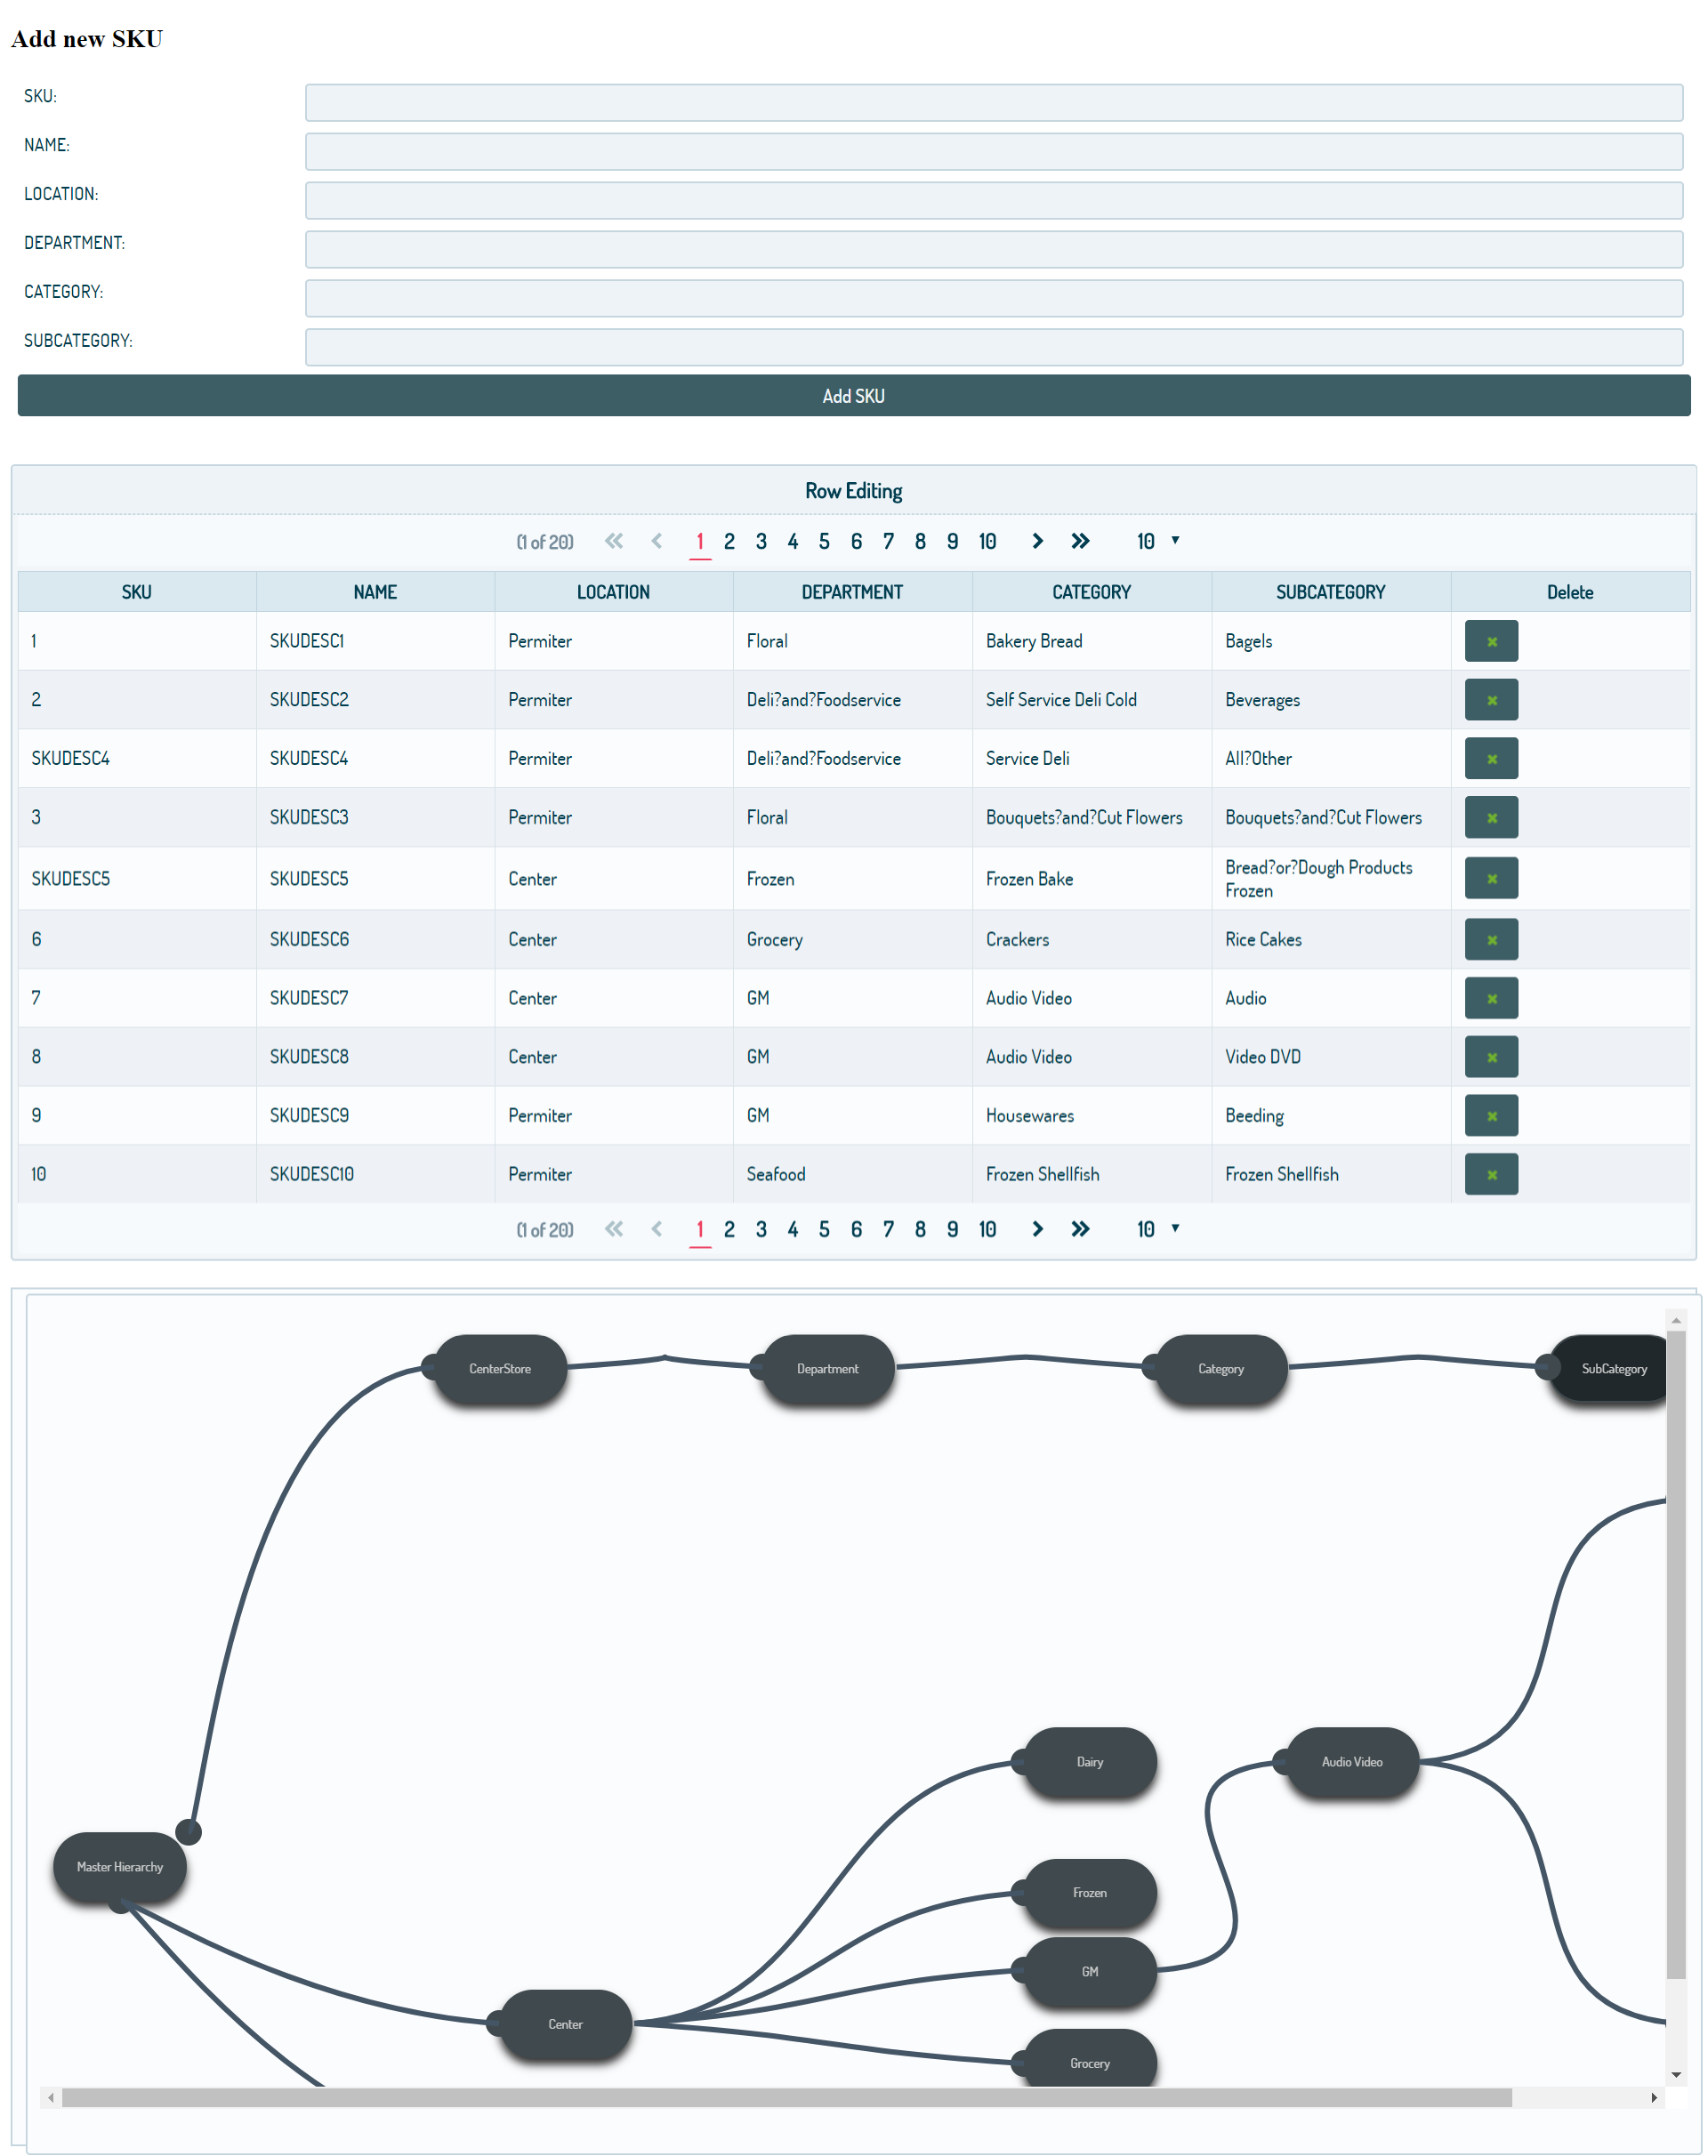 Add new SKU
SKU:
NAME:
LOCATION:
DEPARTMENT:
CATEGORY:
SUBCATEGORY:
Add SKU
Row Editing
(1 of 20) 1 2 3 4 5 6 7 8 9 10 10
SKU NAME LOCATION DEPARTMENT CATEGORY SUBCATEGORY Delete
1 SKUDESC1 Permiter Floral Bakery Bread Bagels
2 SKUDESC2 Permiter Deli?and?Foodservice Self Service Deli Cold Beverages
SKUDESC4 SKUDESC4 Permiter Deli?and?Foodservice Service Deli All?Other
3 SKUDESC3 Permiter Floral Bouquets?and?Cut Flowers Bouquets?and?Cut Flowers
SKUDESC5 SKUDESC5 Center Frozen Frozen Bake Bread?or?Dough Products
Frozen
6 SKUDESC6 Center Grocery Crackers Rice Cakes
7 SKUDESC7 Center GM Audio Video Audio
8 SKUDESC8 Center GM Audio Video Video DVD
9 SKUDESC9 Permiter GM Housewares Beeding
10 SKUDESC10 Permiter Seafood Frozen Shellfish Frozen Shellfish
(1 of 20) 1 2 3 4 5 6 7 8 9 10 10
CenterStore Department Category SubCategory
Dairy Audio Video
Master Hierarchy
Frozen
GM
Center
Grocery